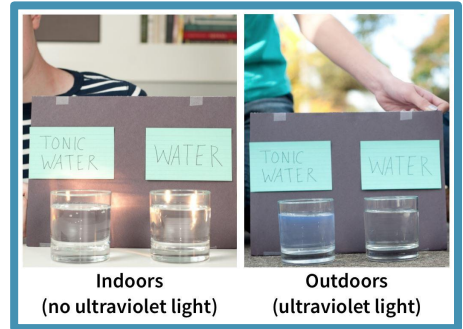 TONIC
WATER
WATER
TONIC
WATER
WATER
Indoors
(no ultraviolet light)
Outdoors
(ultraviolet light)